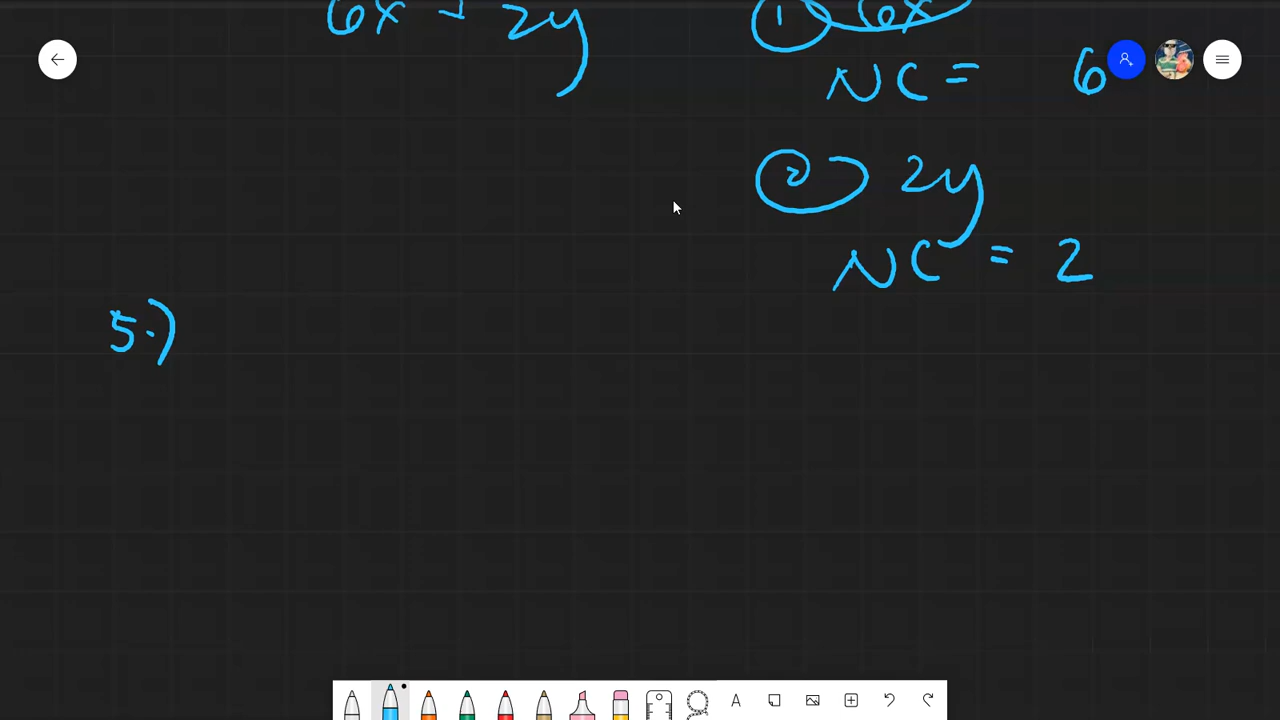 6x + 2y
① 6x
NC = 6
② 2y
NC = 2
5.)
A